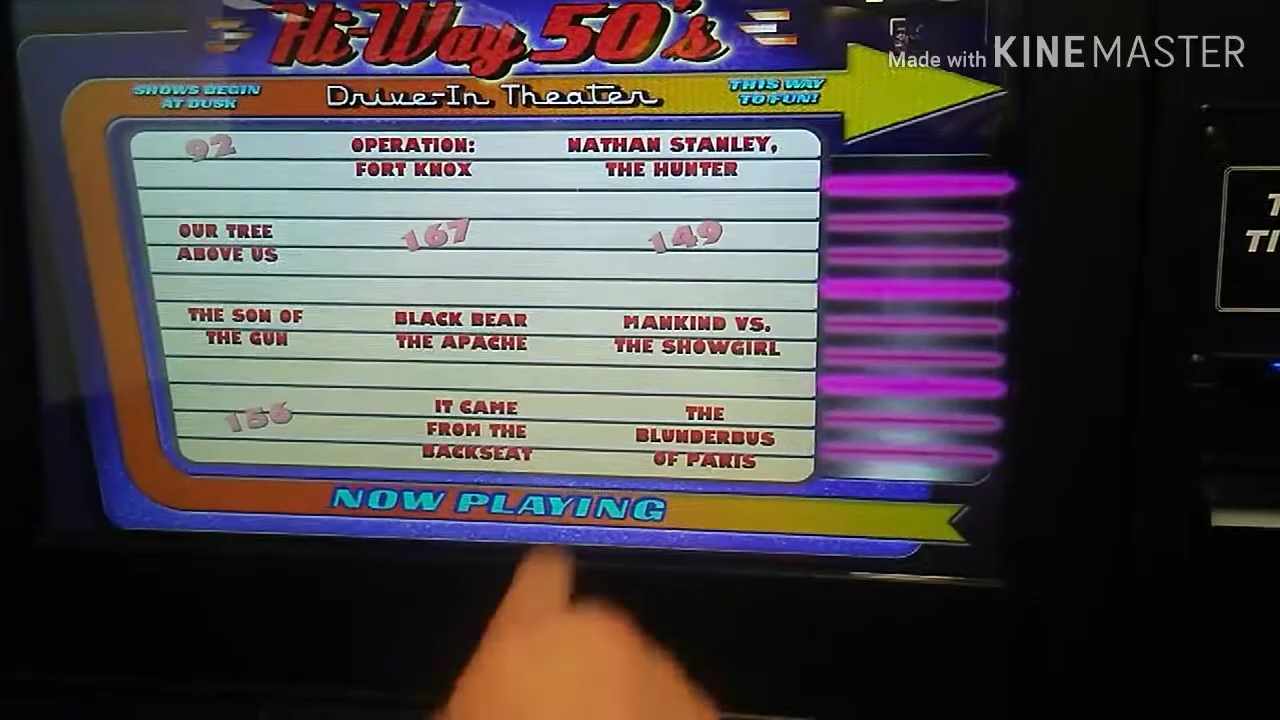 Hi-Way 50's
Made with KINEMASTER
SHOWS BEGIN
AT DUSK
Drive-In Theater
THIS WAY
TO FUN!
92
OPERATION:
FORT KNOX
NATHAN STANLEY,
THE HUNTER
OUR TREE
ABOVE US
167
149
THE SON OF
THE GUN
BLACK BEAR
THE APACHE
MANKIND VS.
THE SHOWGIRL
156
IT CAME
FROM THE
BACKSEAT
THE
BLUNDERBUS
OF PARIS
NOW PLAYING